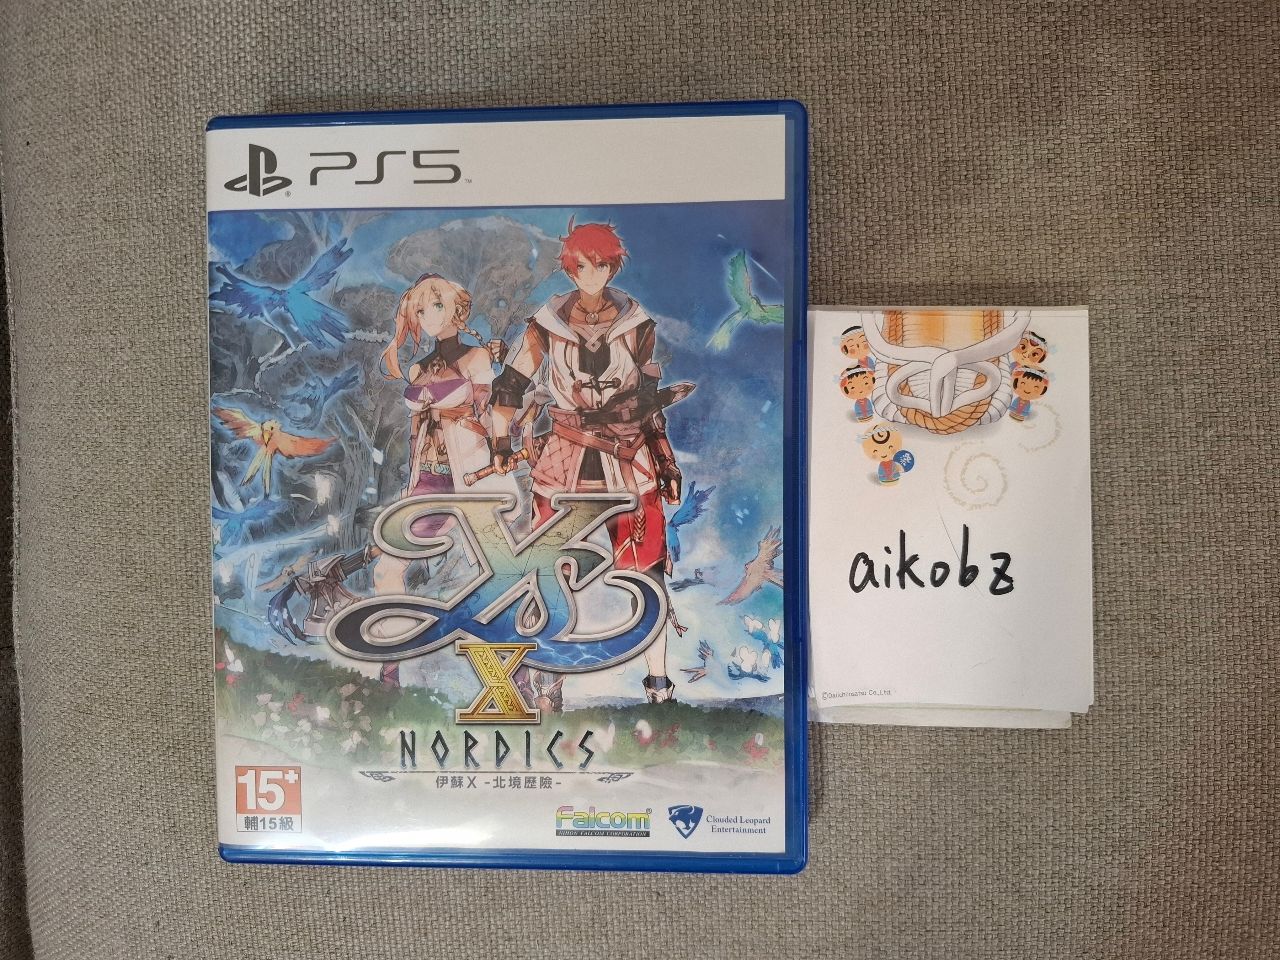 PS5
Ys
X
NORDICS
伊蘇X -北境歷險-
15+
輔15級
Falcom
NIHON FALCOM CORPORATION
Clouded Leopard
Entertainment
aikobz
©Daiichiinsatsu Co.,Ltd.